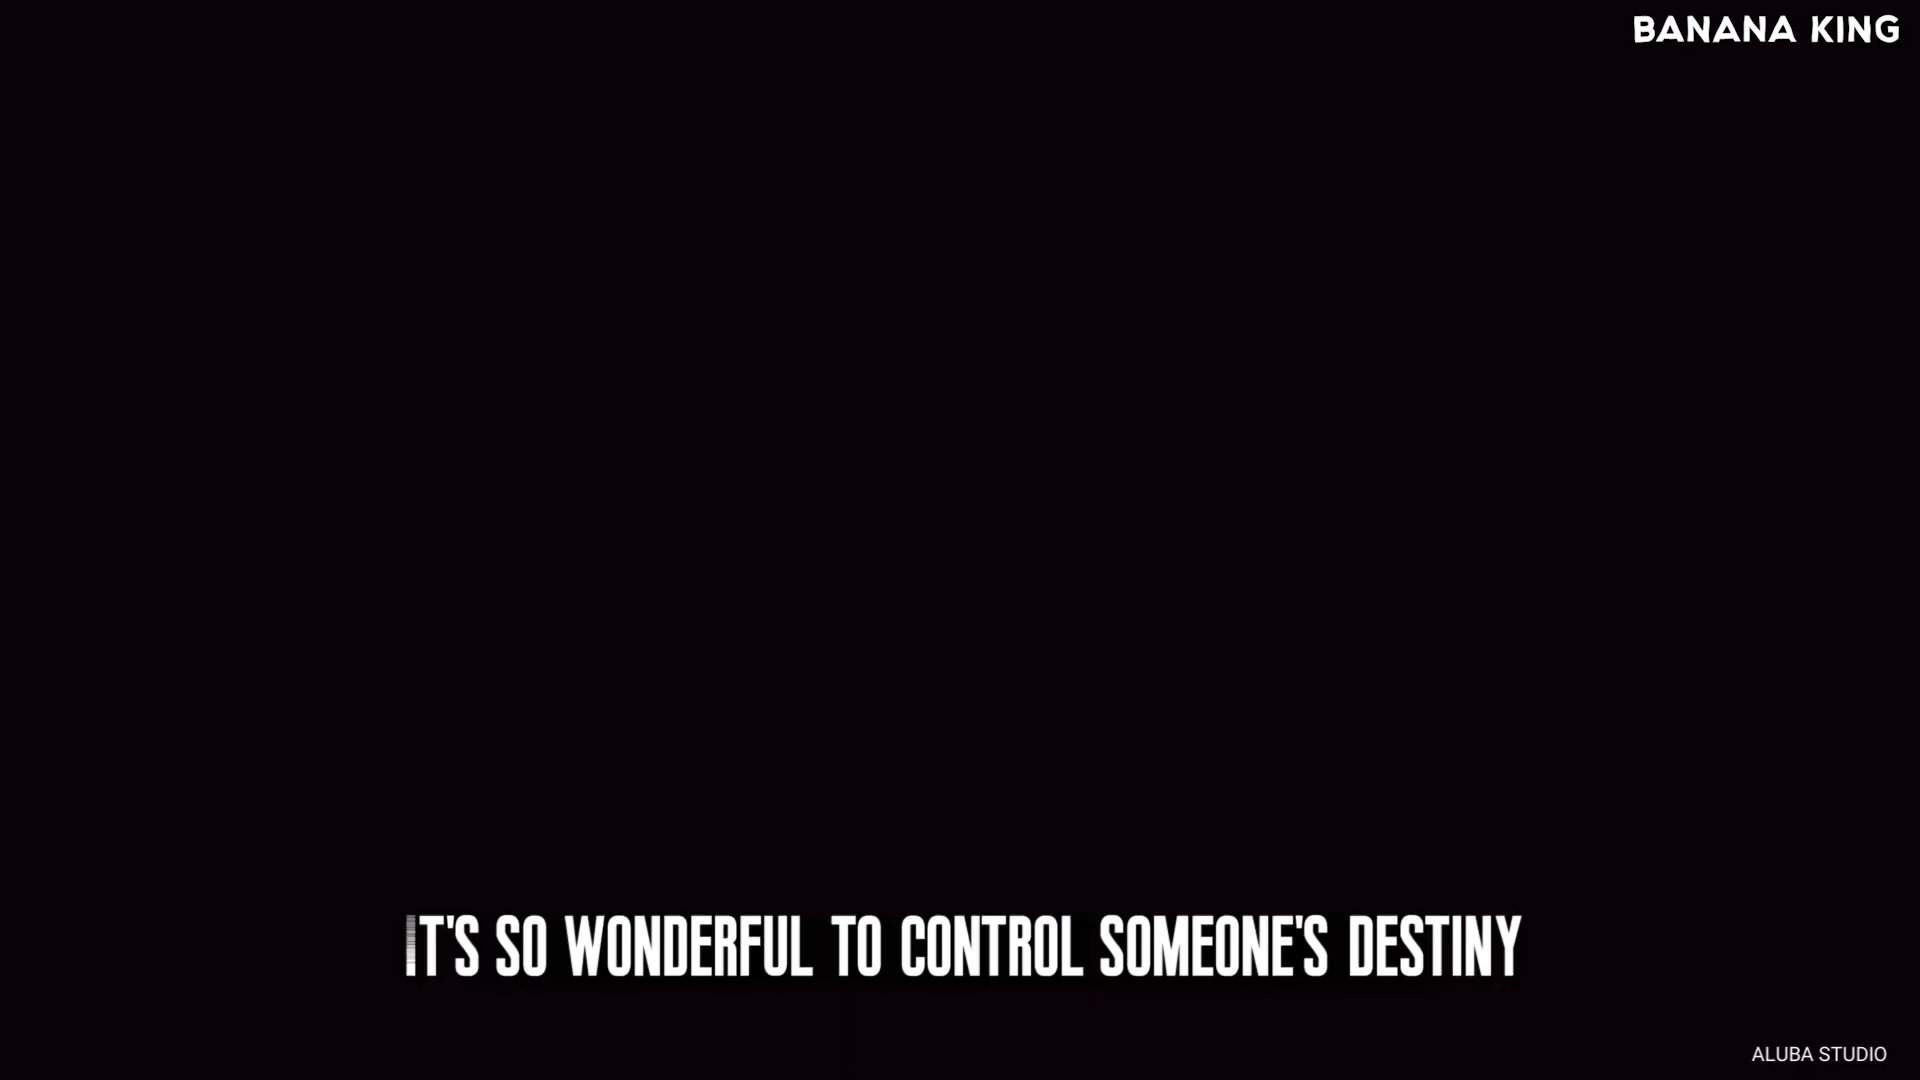 BANANA KING
IT'S SO WONDERFUL TO CONTROL SOMEONE'S DESTINY
ALUBA STUDIO